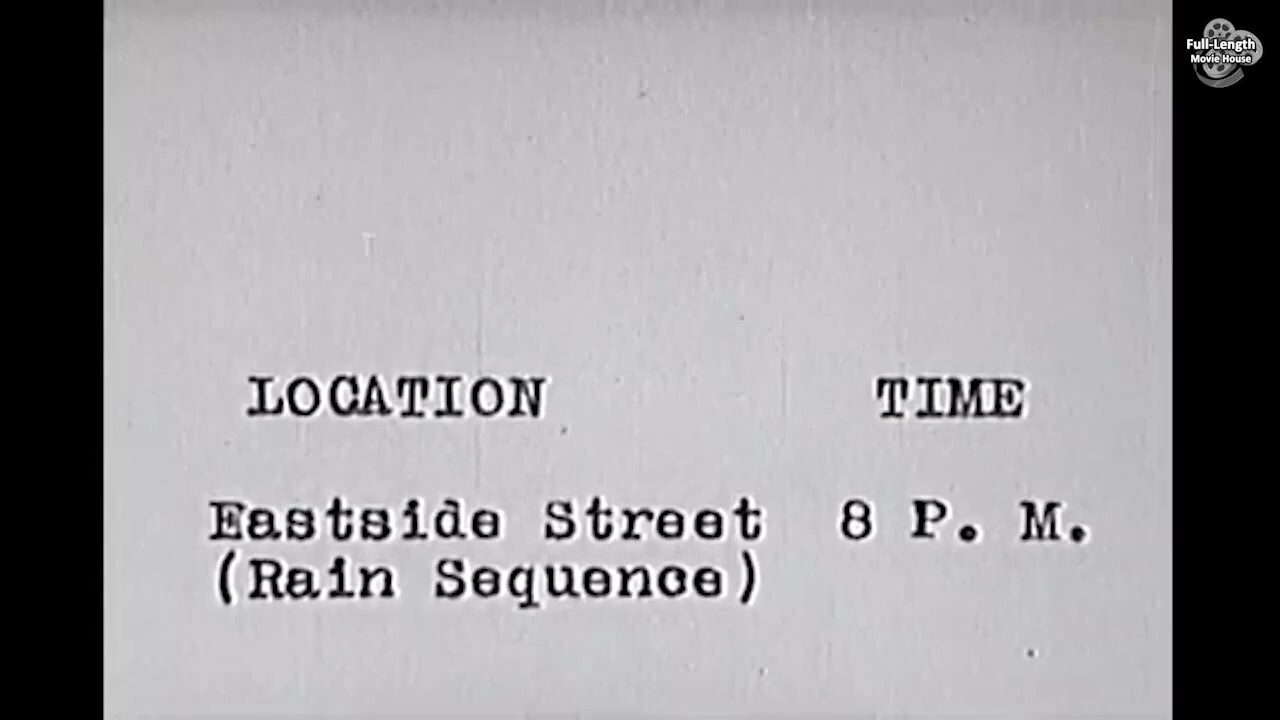 Full-Length
Movie House
LOCATION TIME
Eastside Street 8 P. M.
(Rain Sequence)